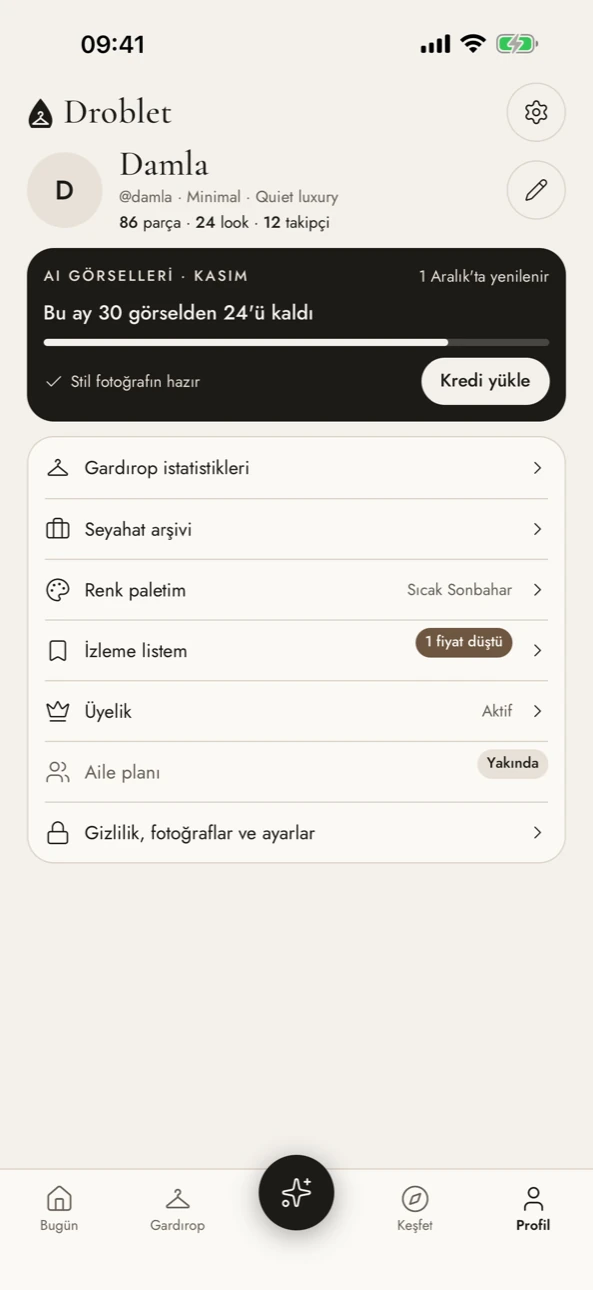 09:41
Droblet
D
Damla
@damla · Minimal · Quiet luxury
86 parça · 24 look · 12 takipçi
AI GÖRSELLERİ · KASIM
1 Aralık'ta yenilenir
Bu ay 30 görselden 24'ü kaldı
Stil fotoğrafın hazır
Kredi yükle
Gardırop istatistikleri
Seyahat arşivi
Renk paletim
Sıcak Sonbahar
İzleme listem
1 fiyat düştü
Üyelik
Aktif
Aile planı
Yakında
Gizlilik, fotoğraflar ve ayarlar
Bugün
Gardırop
Keşfet
Profil